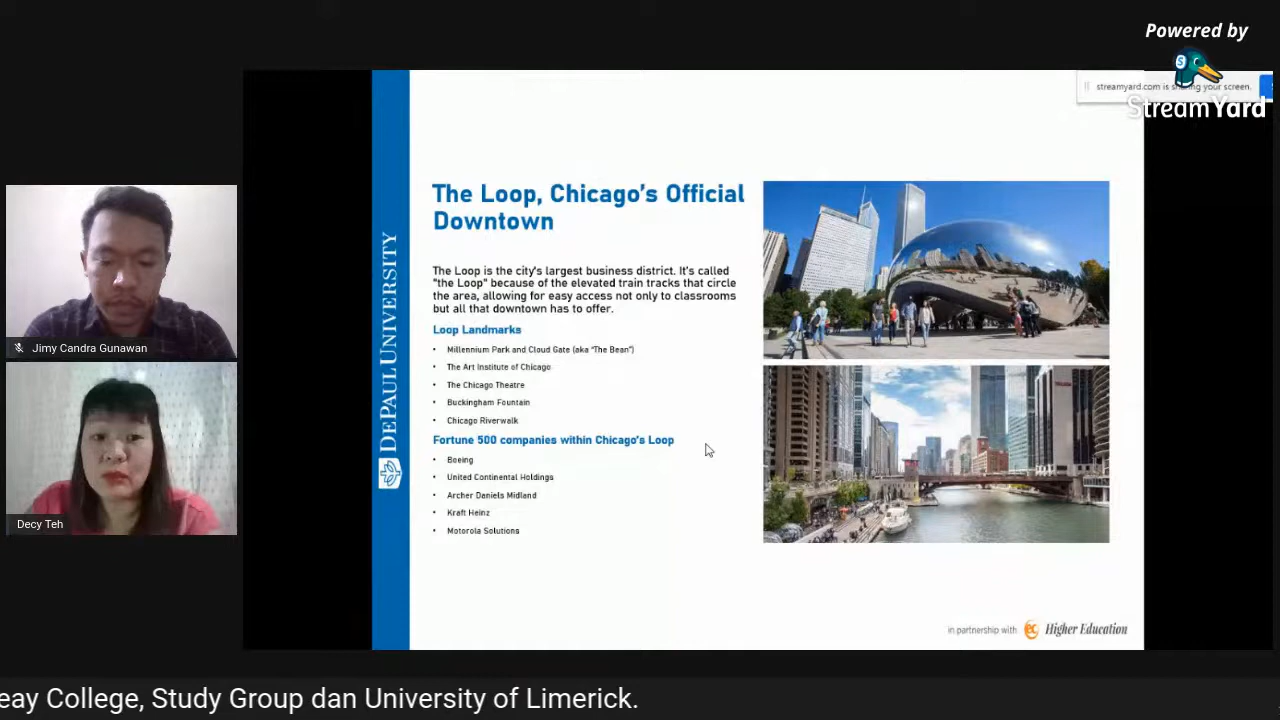 Powered by
streamyard.com is sharing your screen.
StreamYard
The Loop, Chicago's Official
Downtown
The Loop is the city's largest business district. It's called
"the Loop" because of the elevated train tracks that circle
the area, allowing for easy access not only to classrooms
but all that downtown has to offer.
Loop Landmarks
• Millennium Park and Cloud Gate (aka "The Bean")
• The Art Institute of Chicago
• The Chicago Theatre
• Buckingham Fountain
• Chicago Riverwalk
Fortune 500 companies within Chicago's Loop
• Boeing
• United Continental Holdings
• Archer Daniels Midland
• Kraft Heinz
• Motorola Solutions
DEPAUL UNIVERSITY
Jimy Candra Gunawan
Decy Teh
in partnership with ec Higher Education
eay College, Study Group dan University of Limerick.